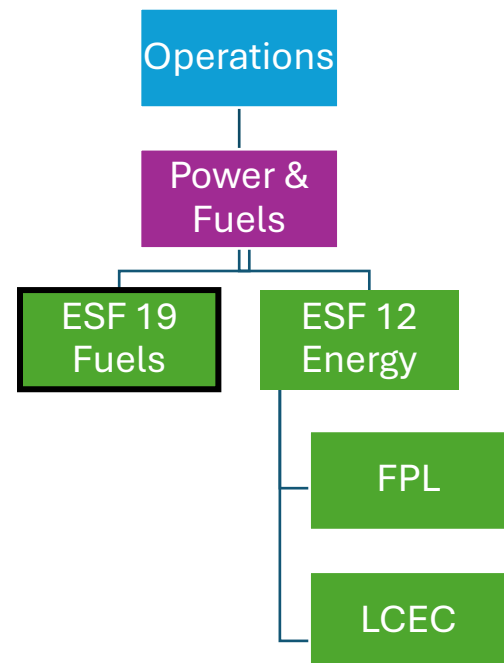 Operations
Power &
Fuels
ESF 19
Fuels
ESF 12
Energy
FPL
LCEC